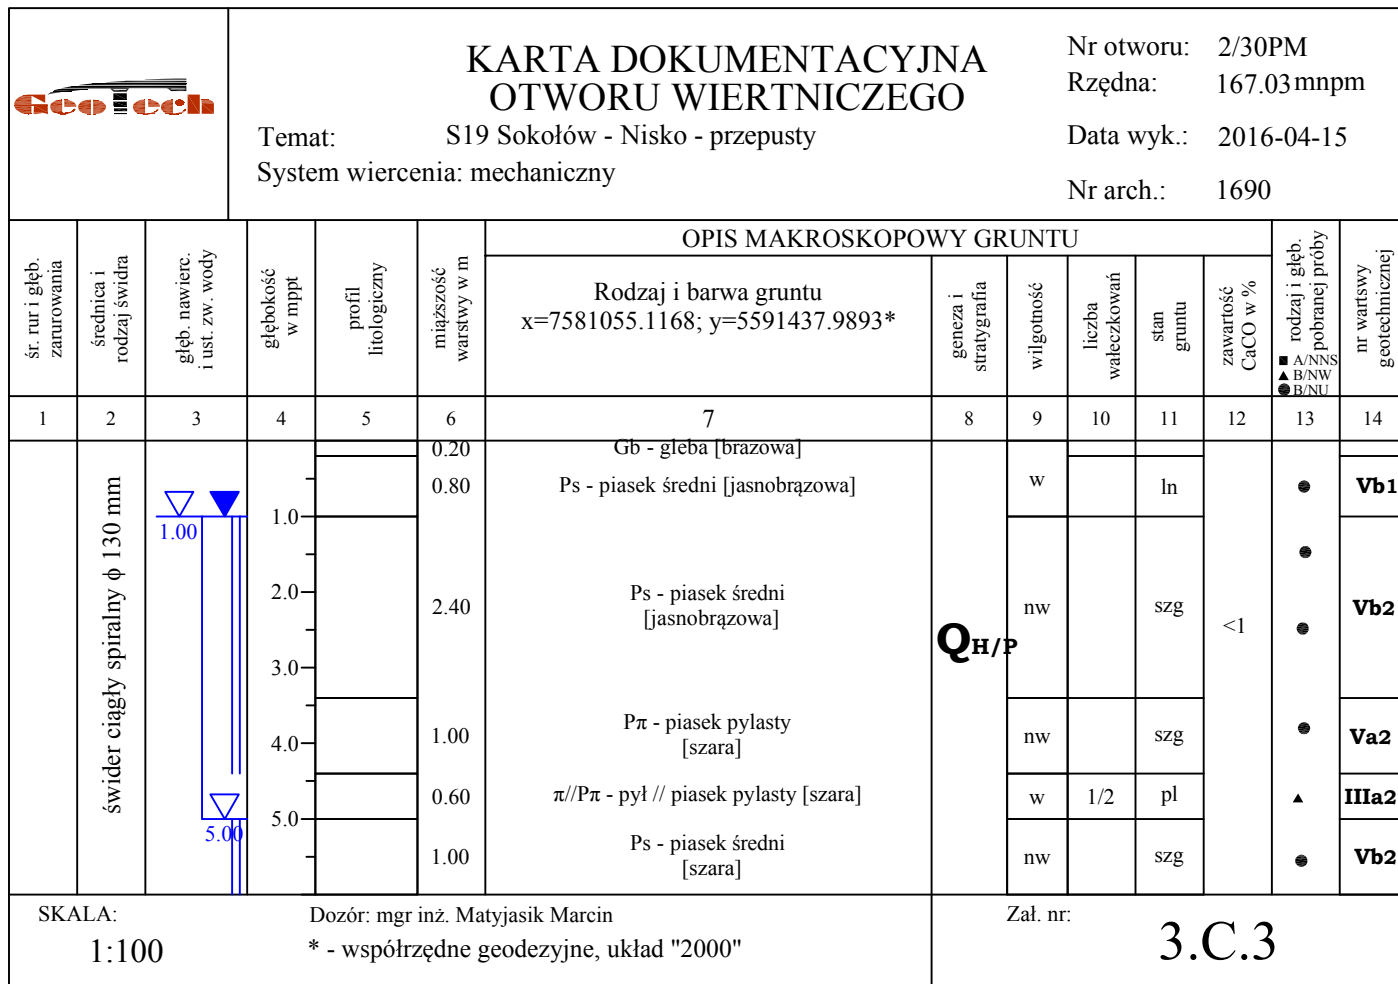 GeoTech
KARTA DOKUMENTACYJNA
OTWORU WIERTNICZEGO
Temat: S19 Sokołów - Nisko - przepusty
System wiercenia: mechaniczny
Nr otworu: 2/30PM
Rzędna: 167.03mnpm
Data wyk.: 2016-04-15
Nr arch.: 1690
śr. rur i głęb.
zarurowania
średnica i
rodzaj świdra
głęb. nawierc.
i ust. zw. wody
głębokość
w mppt
profil
litologiczny
miąższość
warstwy w m
OPIS MAKROSKOPOWY GRUNTU
Rodzaj i barwa gruntu
x=7581055.1168; y=5591437.9893*
geneza i
stratygrafia
wilgotność
liczba
wałeczkowań
stan
gruntu
zawartość
CaCO w %
rodzaj i głęb.
pobranej próby
■ A/NNS
▲ B/NW
● B/NU
nr wartswy
geotechnicznej
1 2 3 4 5 6 7 8 9 10 11 12 13 14
świder ciągły spiralny ϕ 130 mm
0.20 Gb - gleba [brazowa]
0.80 Ps - piasek średni [jasnobrązowa] w ln Vb1
1.00 1.0
2.0 2.40 Ps - piasek średni
[jasnobrązowa] nw szg <1 Vb2
QH/P
3.0
4.0 1.00 Pπ - piasek pylasty
[szara] nw szg Va2
0.60 π//Pπ - pył // piasek pylasty [szara] w 1/2 pl IIIa2
5.00 5.0
1.00 Ps - piasek średni
[szara] nw szg Vb2
SKALA:
1:100
Dozór: mgr inż. Matyjasik Marcin
* - współrzędne geodezyjne, układ "2000"
Zał. nr:
3.C.3